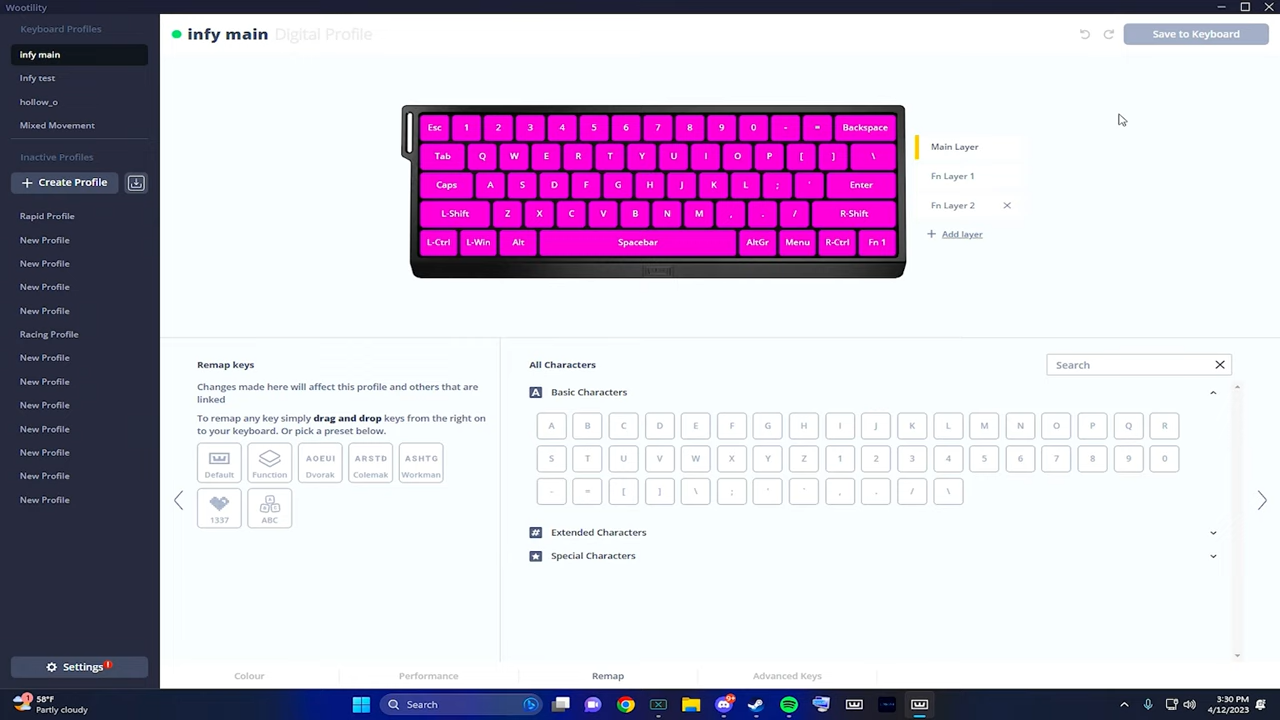 Wootility
Keyboard Profiles
infy main
Infy test
hollow_o
Mixed Movement
Inactive Profiles
+ Create Profile
Rapid Profile
New Profile
New Profile
New Profile
New Profile
Racing Profile
New Profile
New Profile
New Profile
New Profile
New Profile
New Profile
New Profile
Settings
infy main Digital Profile
Save to Keyboard
Esc 1 2 3 4 5 6 7 8 9 0 - = Backspace
Tab Q W E R T Y U I O P [ ] \
Caps A S D F G H J K L ; ' Enter
L-Shift Z X C V B N M , . / R-Shift
L-Ctrl L-Win Alt Spacebar AltGr Menu R-Ctrl Fn 1
Main Layer
Fn Layer 1
Fn Layer 2
+ Add layer
Remap keys
Changes made here will affect this profile and others that are
linked
To remap any key simply drag and drop keys from the right on
to your keyboard. Or pick a preset below.
Default
Function
AOEUI
Dvorak
ARSTD
Colemak
ASHTG
Workman
1337
ABC
All Characters
Search
Basic Characters
A B C D E F G H I J K L M N O P Q R
S T U V W X Y Z 1 2 3 4 5 6 7 8 9 0
- = [ ] \ ; ' ` , . / \
Extended Characters
Special Characters
Colour
Performance
Remap
Advanced Keys
58°F
Partly cloudy
Search
3:30 PM
4/12/2023